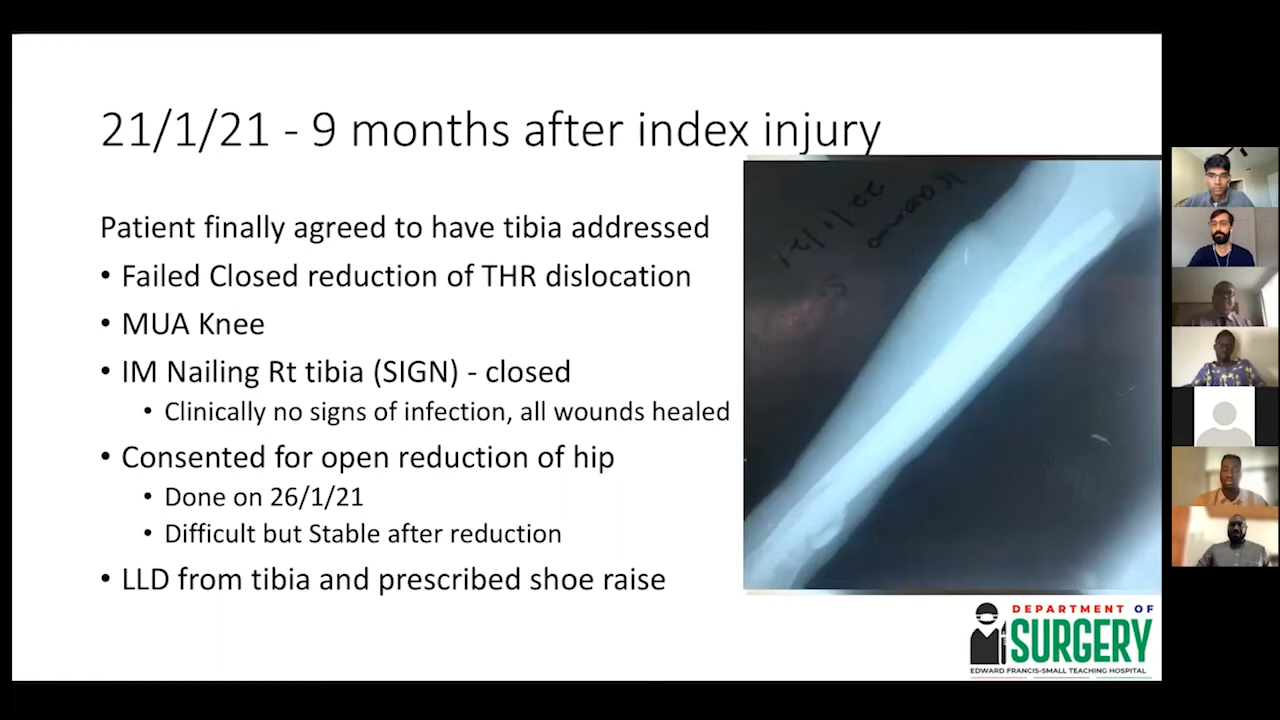 21/1/21 - 9 months after index injury
Patient finally agreed to have tibia addressed
• Failed Closed reduction of THR dislocation
• MUA Knee
• IM Nailing Rt tibia (SIGN) - closed
• Clinically no signs of infection, all wounds healed
• Consented for open reduction of hip
• Done on 26/1/21
• Difficult but Stable after reduction
• LLD from tibia and prescribed shoe raise
DEPARTMENT OF
SURGERY
EDWARD FRANCIS-SMALL TEACHING HOSPITAL